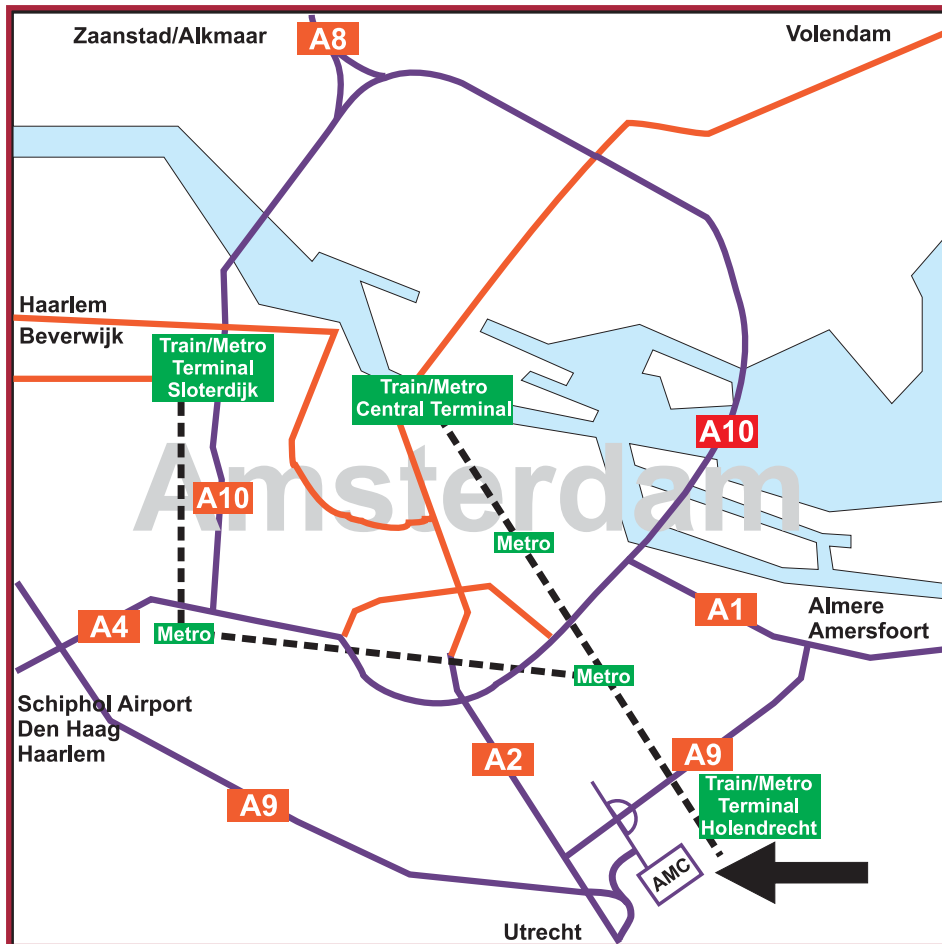 Zaanstad/Alkmaar
A8
Volendam
Haarlem
Beverwijk
Train/Metro
Terminal
Sloterdijk
Train/Metro
Central Terminal
A10
Amsterdam
A10
Metro
A4
Metro
A1
Almere
Amersfoort
Metro
Schiphol Airport
Den Haag
Haarlem
A2
A9
A9
Train/Metro
Terminal
Holendrecht
AMC
Utrecht